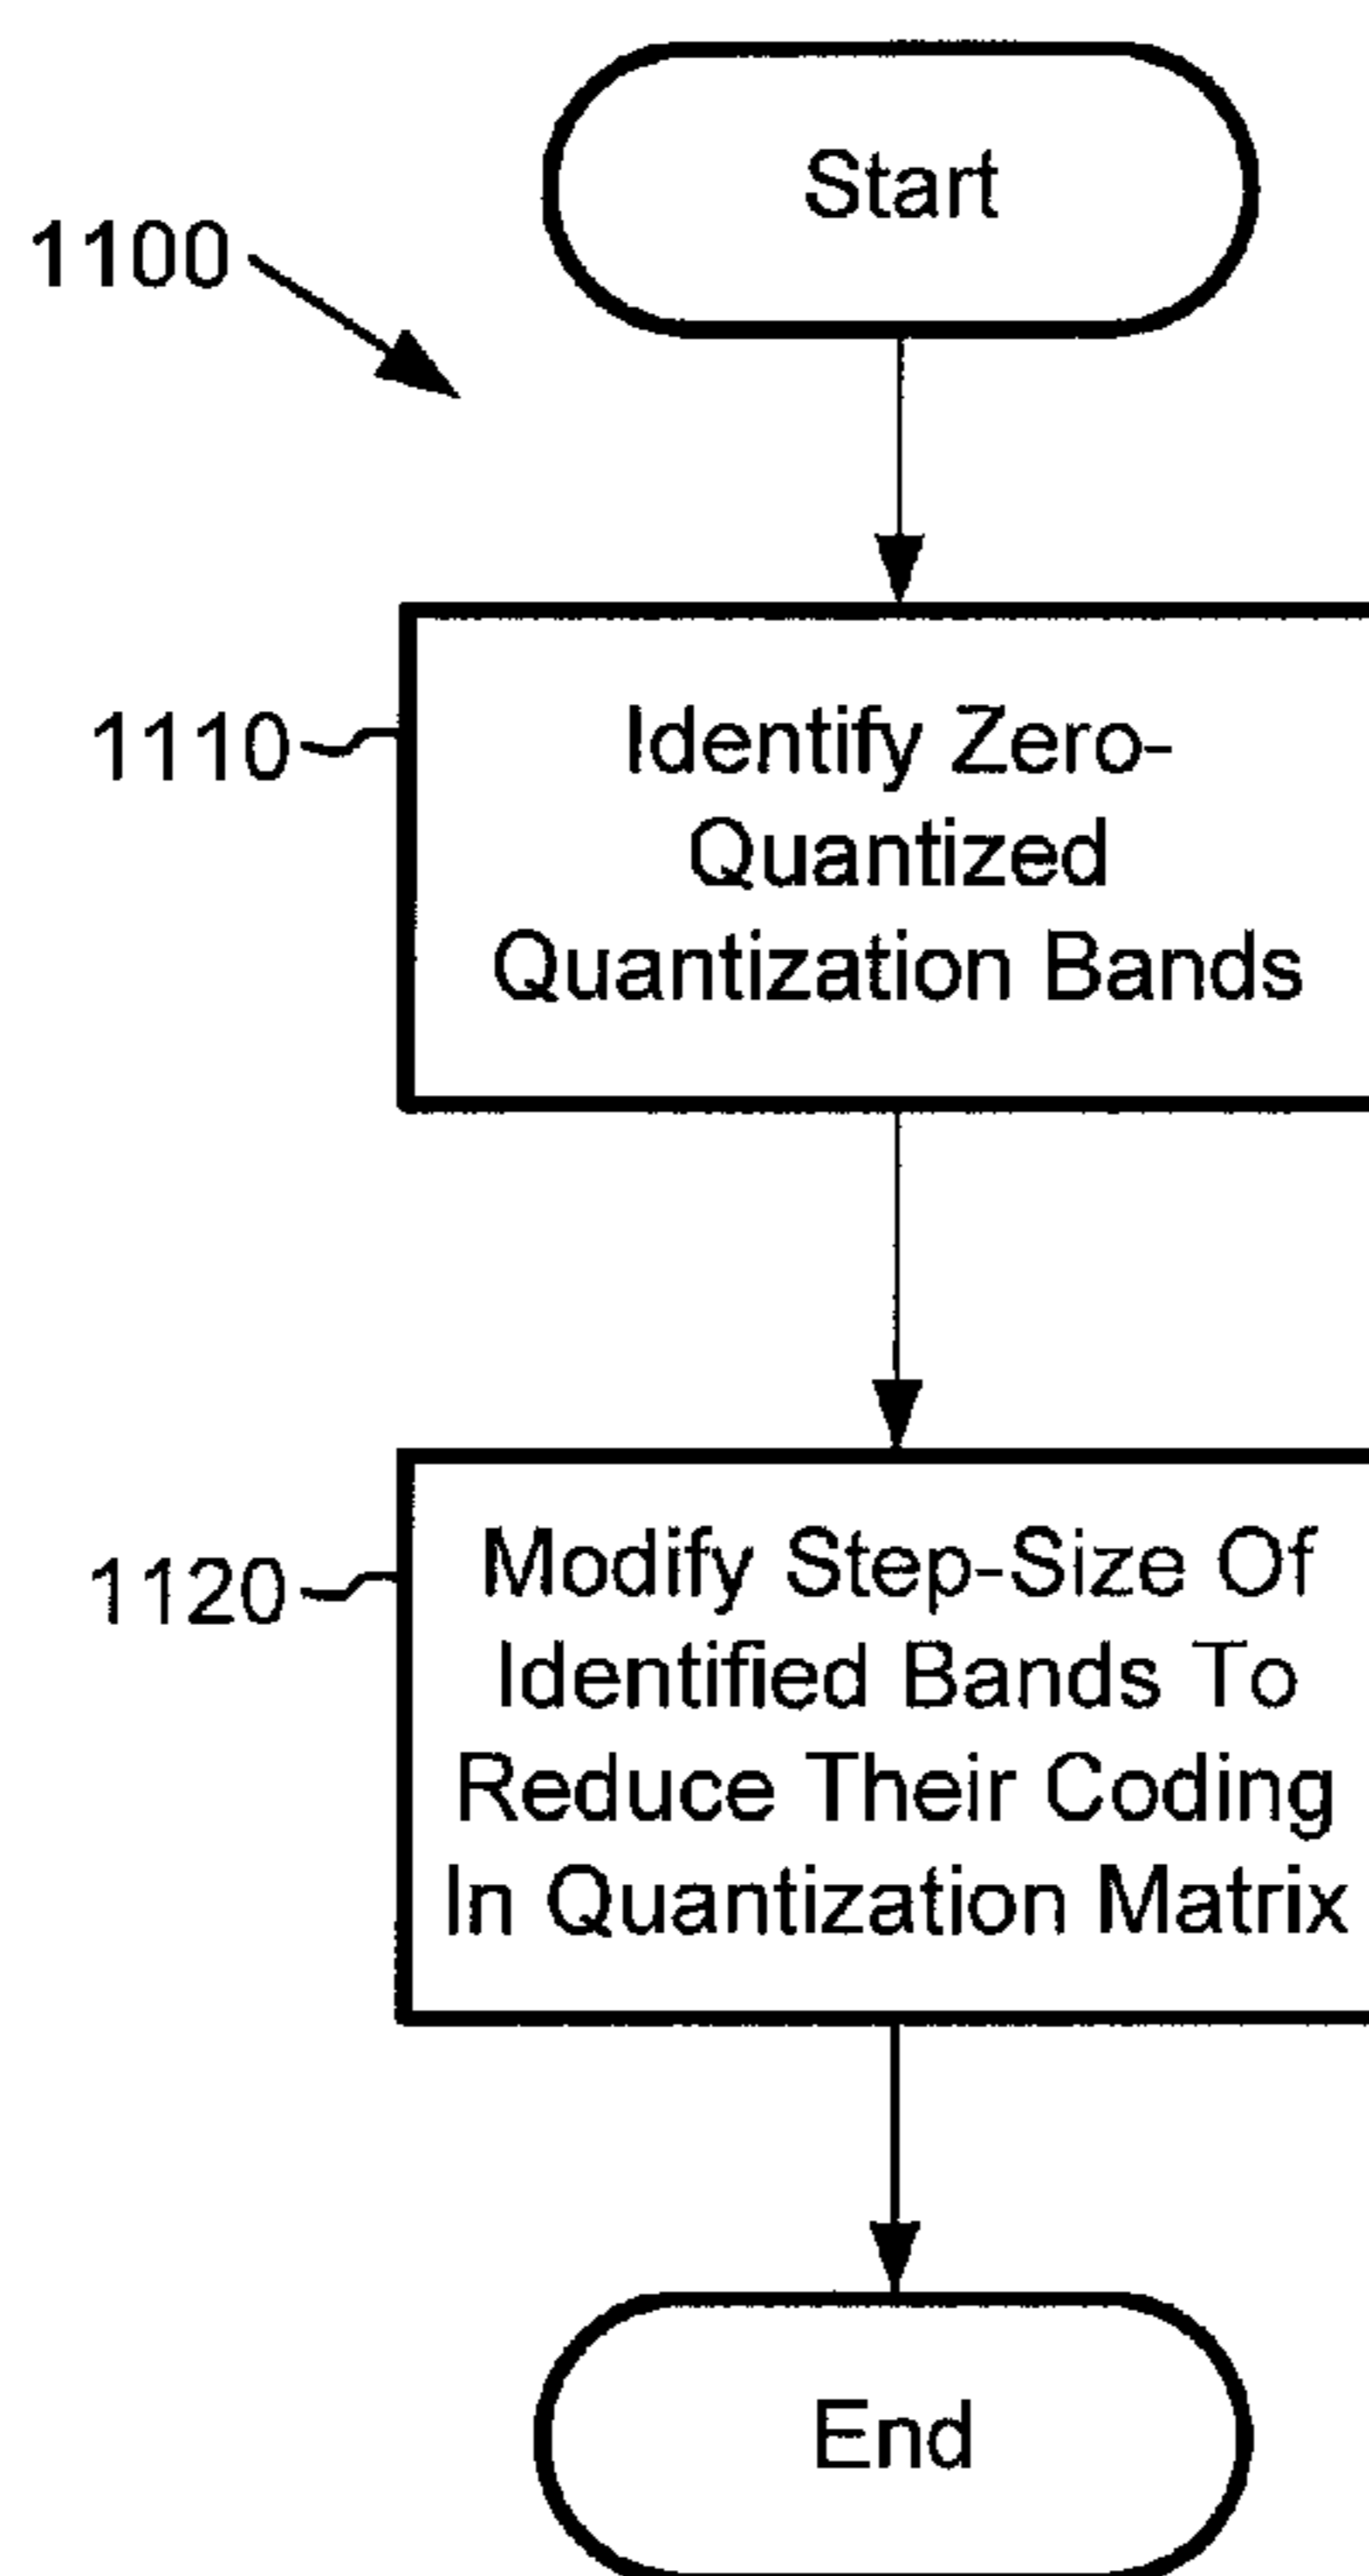 Start
1100
1110
Identify Zero-
Quantized
Quantization Bands
1120
Modify Step-Size Of
Identified Bands To
Reduce Their Coding
In Quantization Matrix
End